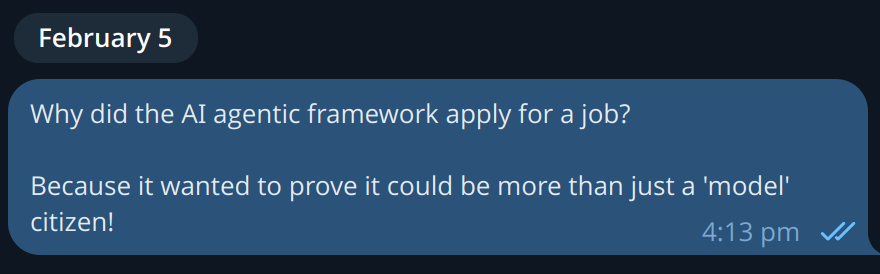 February 5
Why did the AI agentic framework apply for a job?
Because it wanted to prove it could be more than just a 'model'
citizen!
4:13 pm